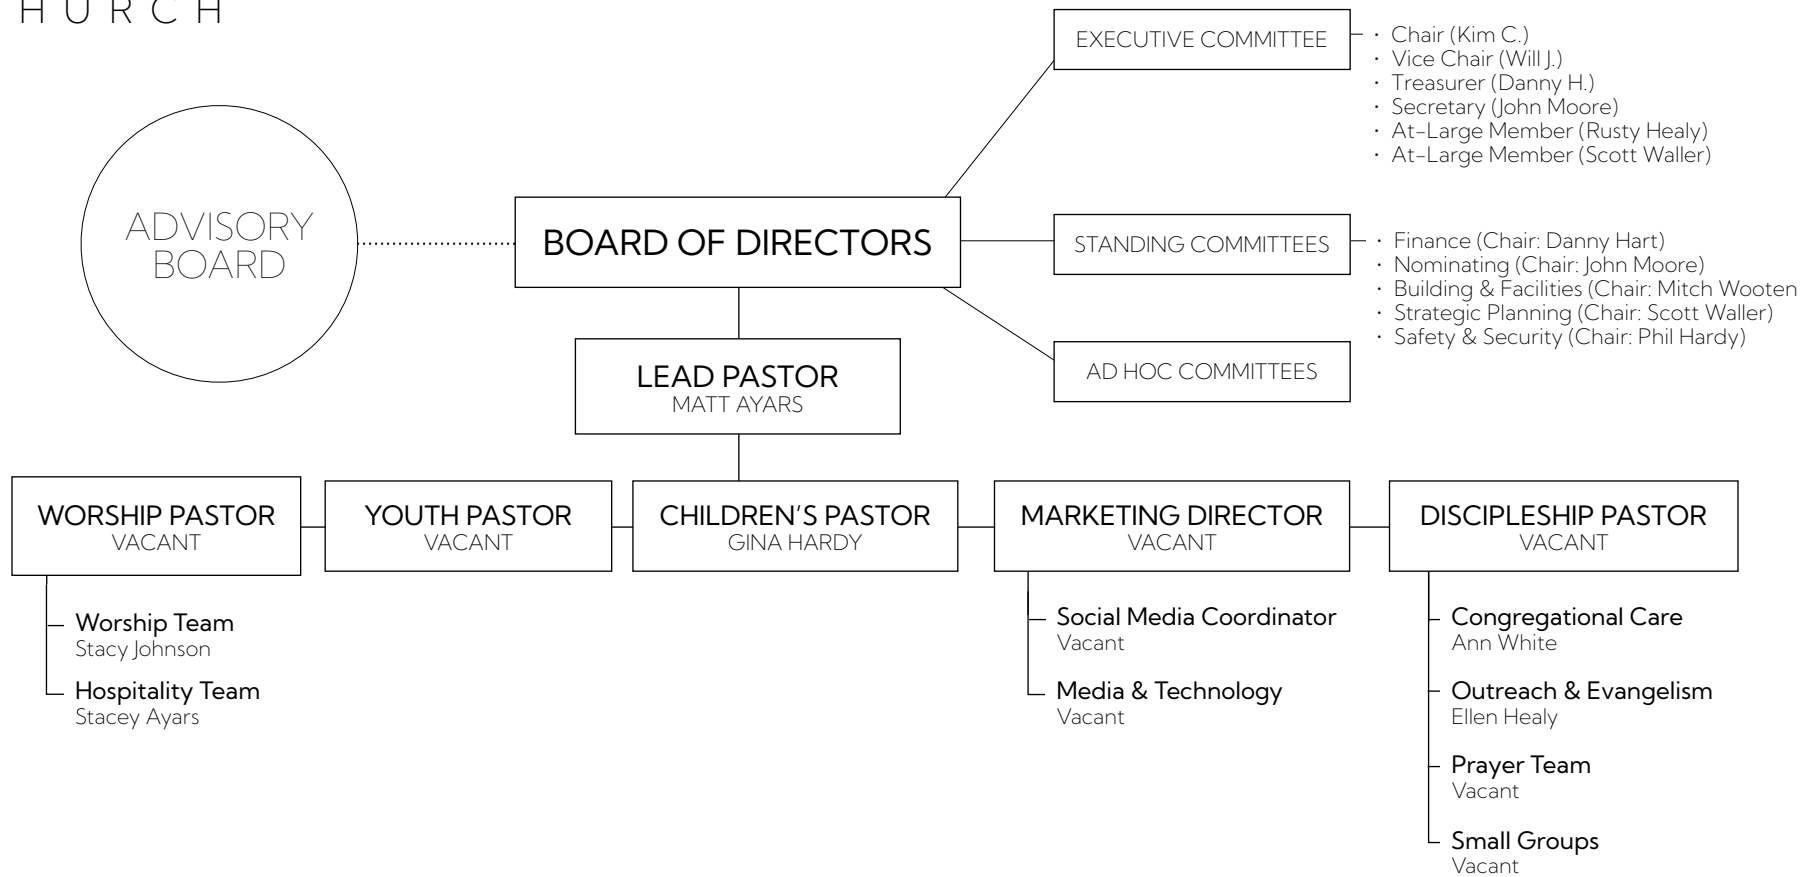 HURCH
EXECUTIVE COMMITTEE
· Chair (Kim C.)
· Vice Chair (Will J.)
· Treasurer (Danny H.)
· Secretary (John Moore)
· At-Large Member (Rusty Healy)
· At-Large Member (Scott Waller)
ADVISORY
BOARD
BOARD OF DIRECTORS
STANDING COMMITTEES
· Finance (Chair: Danny Hart)
· Nominating (Chair: John Moore)
· Building & Facilities (Chair: Mitch Wooten
· Strategic Planning (Chair: Scott Waller)
· Safety & Security (Chair: Phil Hardy)
AD HOC COMMITTEES
LEAD PASTOR
MATT AYARS
WORSHIP PASTOR
VACANT
YOUTH PASTOR
VACANT
CHILDREN’S PASTOR
GINA HARDY
MARKETING DIRECTOR
VACANT
DISCIPLESHIP PASTOR
VACANT
Worship Team
Stacy Johnson
Hospitality Team
Stacey Ayars
Social Media Coordinator
Vacant
Media & Technology
Vacant
Congregational Care
Ann White
Outreach & Evangelism
Ellen Healy
Prayer Team
Vacant
Small Groups
Vacant